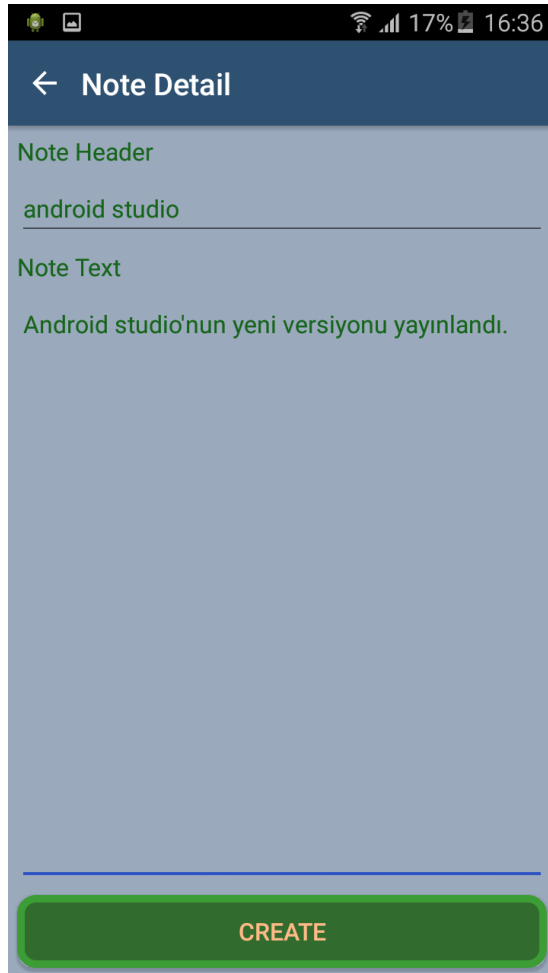 17% 16:36
Note Detail
Note Header
android studio
Note Text
Android studio'nun yeni versiyonu yayınlandı.
CREATE